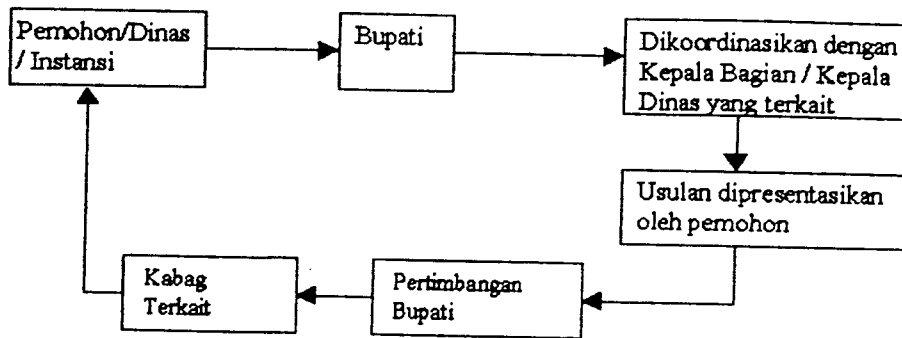 Pemohon/Dinas
/ Instansi
Bupati
Dikoordinasikan dengan
Kepala Bagian / Kepala
Dinas yang terkait
Usulan dipresentasikan
oleh pemohon
Pertimbangan
Bupati
Kabag
Terkait